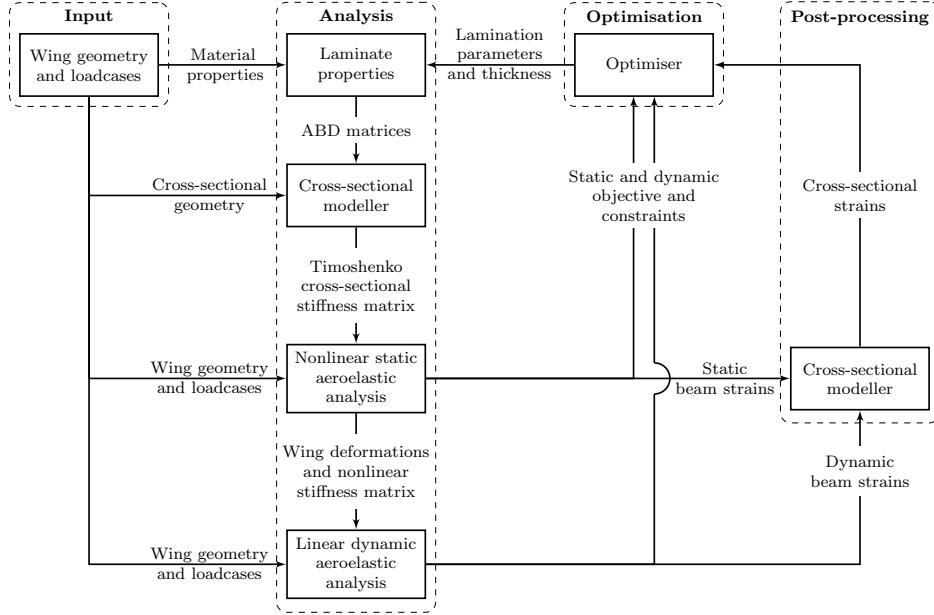 Input
Analysis
Optimisation
Post-processing
Wing geometry
and loadcases
Material
properties
Laminate
properties
Lamination
parameters
and thickness
Optimiser
ABD matrices
Cross-sectional
geometry
Cross-sectional
modeller
Static and dynamic
objective and
constraints
Cross-sectional
strains
Timoshenko
cross-sectional
stiffness matrix
Wing geometry
and loadcases
Nonlinear static
aeroelastic
analysis
Static
beam strains
Cross-sectional
modeller
Wing deformations
and nonlinear
stiffness matrix
Dynamic
beam strains
Wing geometry
and loadcases
Linear dynamic
aeroelastic
analysis